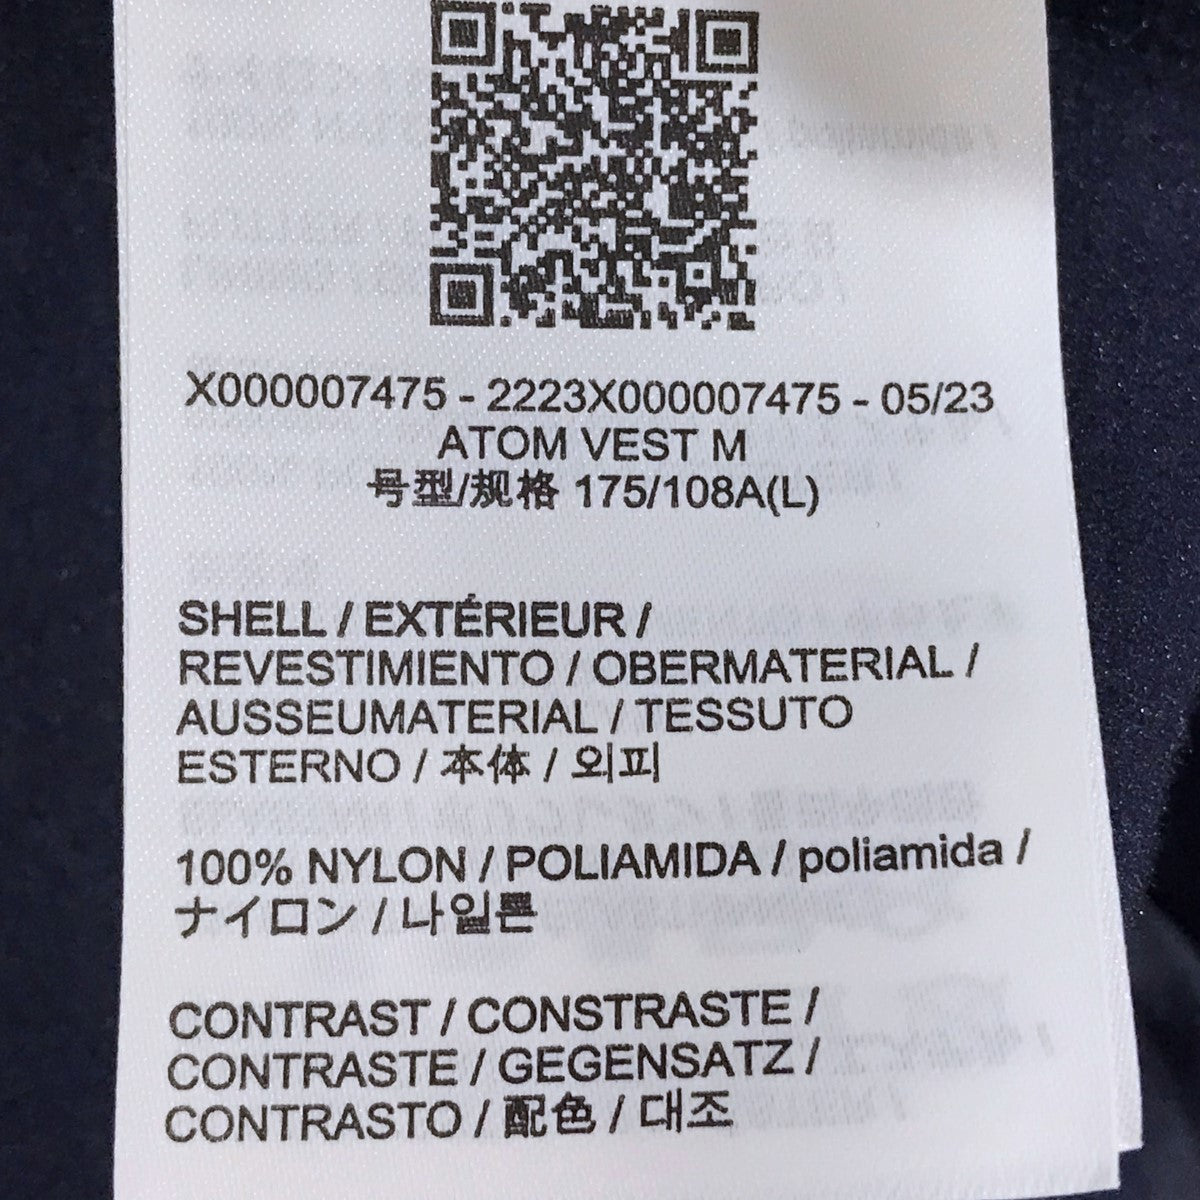 X000007475 - 2223X000007475 - 05/23
ATOM VEST M
号型/规格 175/108A(L)
SHELL / EXTÉRIEUR /
REVESTIMIENTO / OBERMATERIAL /
AUSSEUMATERIAL / TESSUTO
ESTERNO / 本体 / 외피
100% NYLON / POLIAMIDA / poliamida /
ナイロン / 나일론
CONTRAST / CONSTRASTE /
CONTRASTE / GEGENSATZ /
CONTRASTO / 配色 / 대조